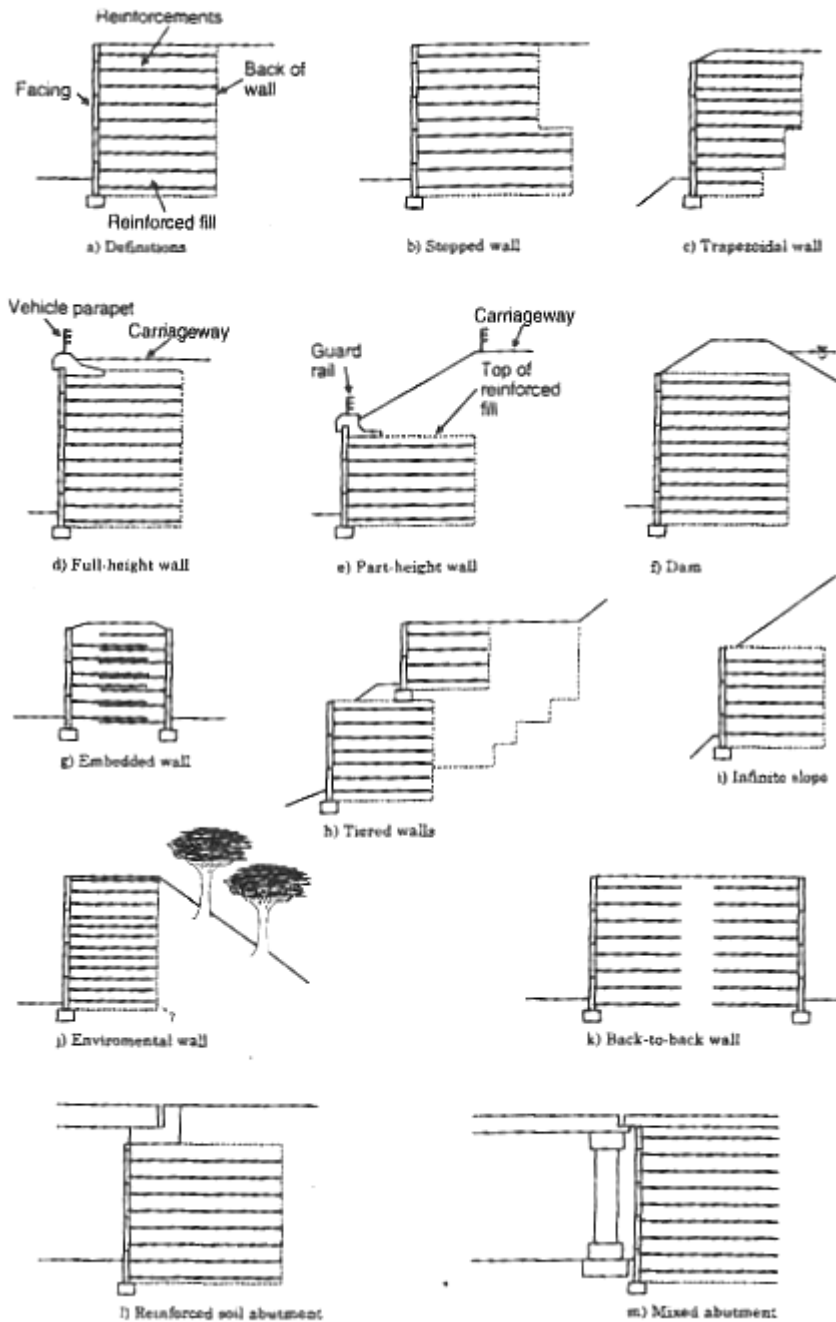 Reinforcements
Facing
Back of
wall
Reinforced fill
a) Definitions
b) Stepped wall
c) Trapezoidal wall
Vehicle parapet
Carriageway
d) Full-height wall
Guard
rail
Carriageway
Top of
reinforced
fill
e) Part-height wall
f) Dam
g) Embedded wall
h) Tiered walls
i) Infinite slope
j) Enviromental wall
k) Back-to-back wall
l) Reinforced soil abutment
m) Mixed abutment